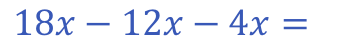 18x − 12x − 4x =